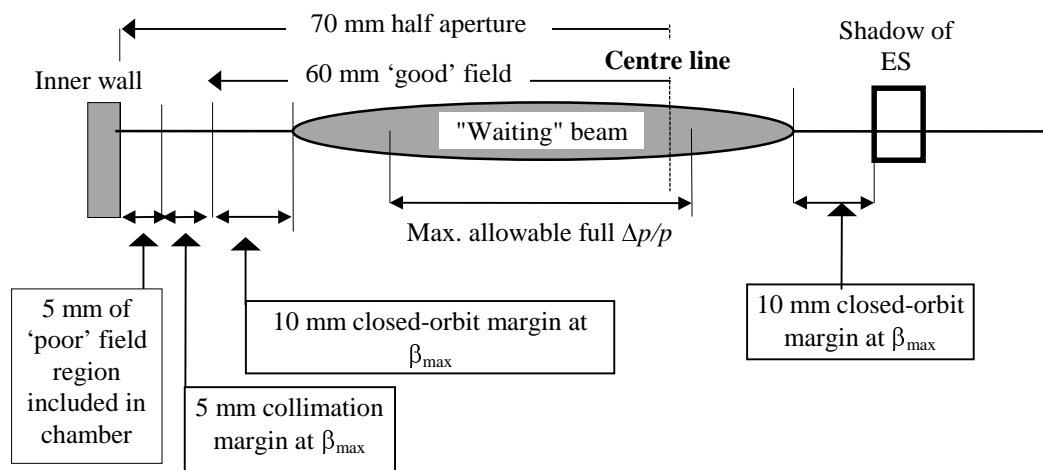 70 mm half aperture
Shadow of
ES
Centre line
Inner wall
60 mm ‘good’ field
"Waiting" beam
Max. allowable full Δp/p
5 mm of
‘poor’ field
region
included in
chamber
10 mm closed-orbit margin at
βmax
10 mm closed-orbit
margin at βmax
5 mm collimation
margin at βmax